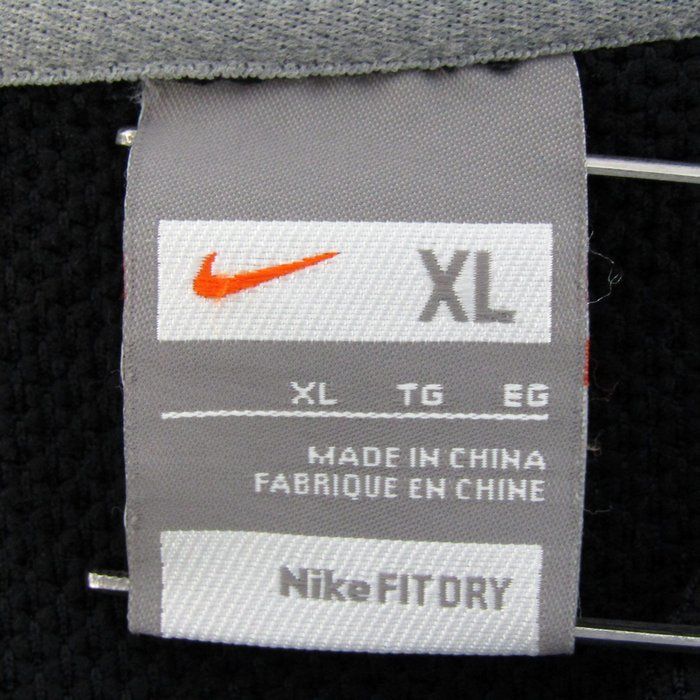 XL
XL TG EG
MADE IN CHINA
FABRIQUE EN CHINE
Nike FIT DRY